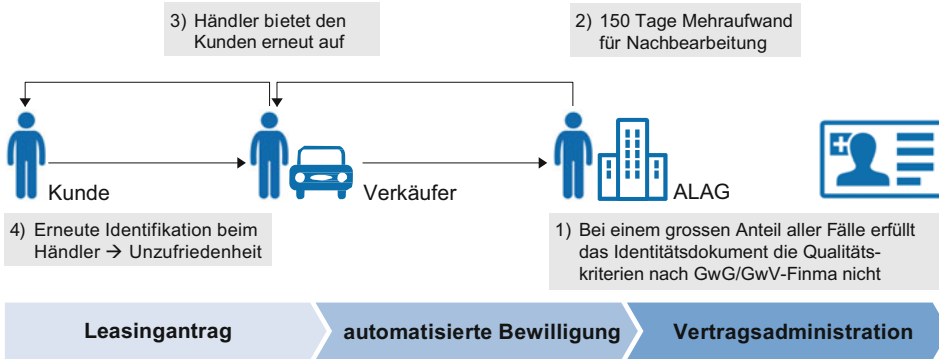 3) Händler bietet den
Kunden erneut auf
2) 150 Tage Mehraufwand
für Nachbearbeitung
Kunde
Verkäufer
ALAG
4) Erneute Identifikation beim
Händler → Unzufriedenheit
1) Bei einem grossen Anteil aller Fälle erfüllt
das Identitätsdokument die Qualitäts-
kriterien nach GwG/GwV-Finma nicht
Leasingantrag
automatisierte Bewilligung
Vertragsadministration